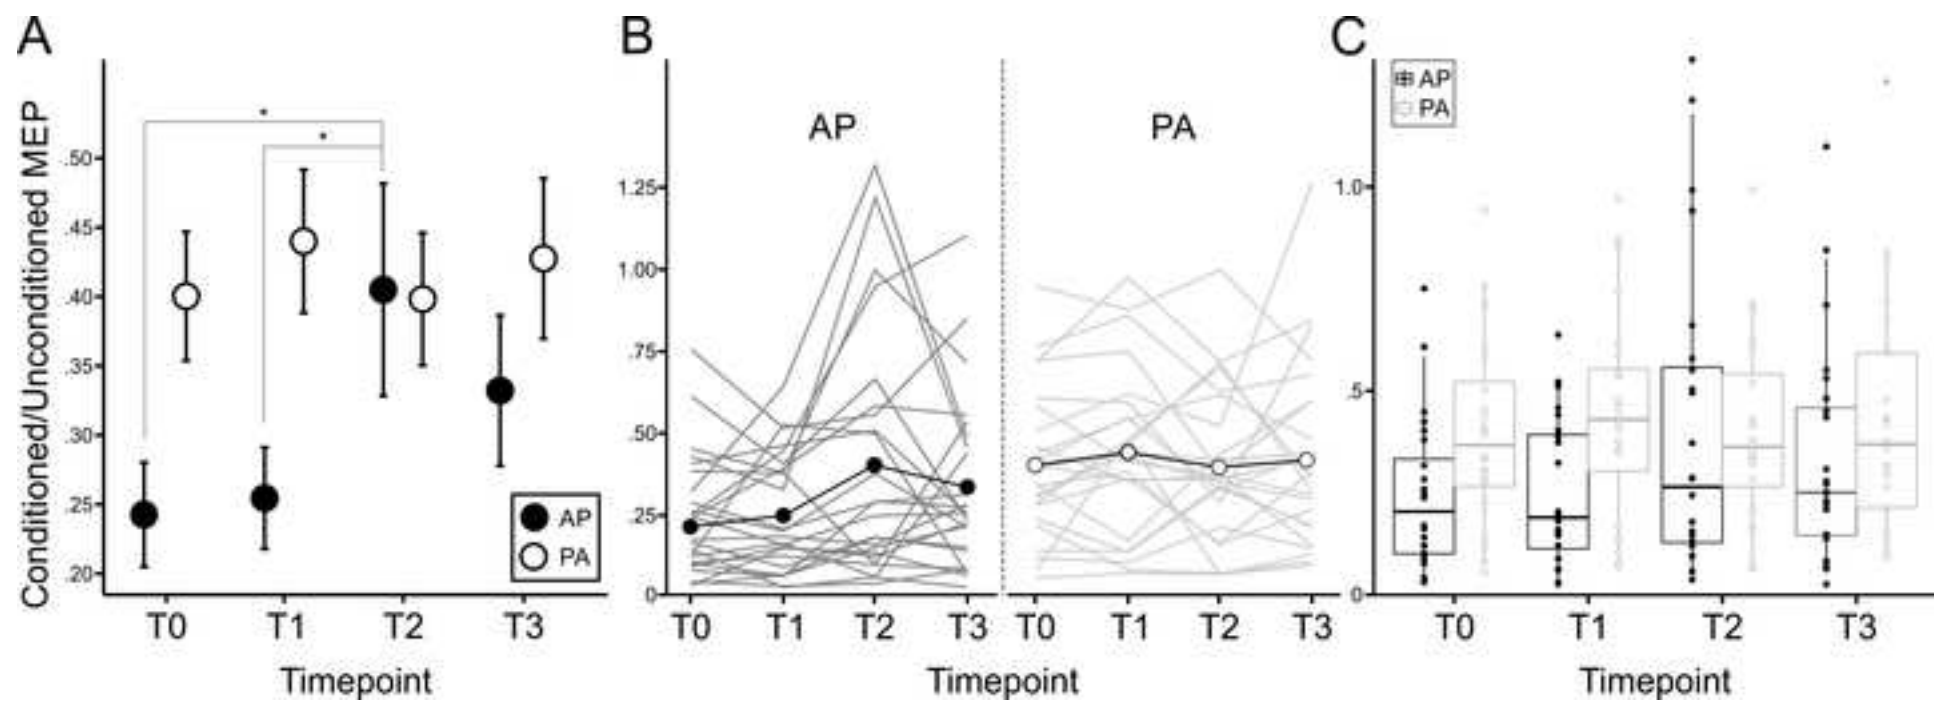 A
Conditioned/Unconditioned MEP
.50
.45
.40
.35
.30
.25
.20
*
*
AP
PA
T0 T1 T2 T3
Timepoint
B
AP PA
1.25
1.00
.75
.50
.25
0
T0 T1 T2 T3 T0 T1 T2 T3
Timepoint
C
AP
PA
1.0
.5
0
T0 T1 T2 T3
Timepoint